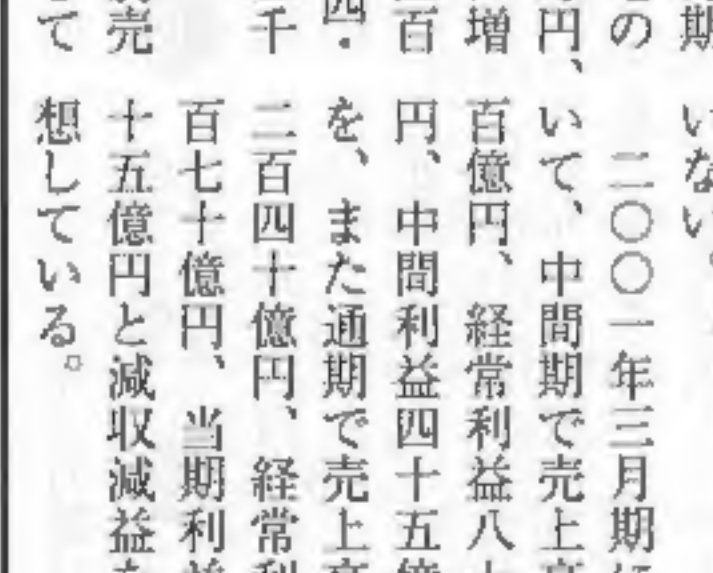 期 いない。
の 二〇〇一年三月期に
円、いて、中間期で売上高
増 百億円、経常利益八十
百 円、中間利益四十五億
四・ を、また通期で売上高
千 二百四十億円、経常利
百七十億円、当期利益
売 十五億円と減収減益を
て 想している。